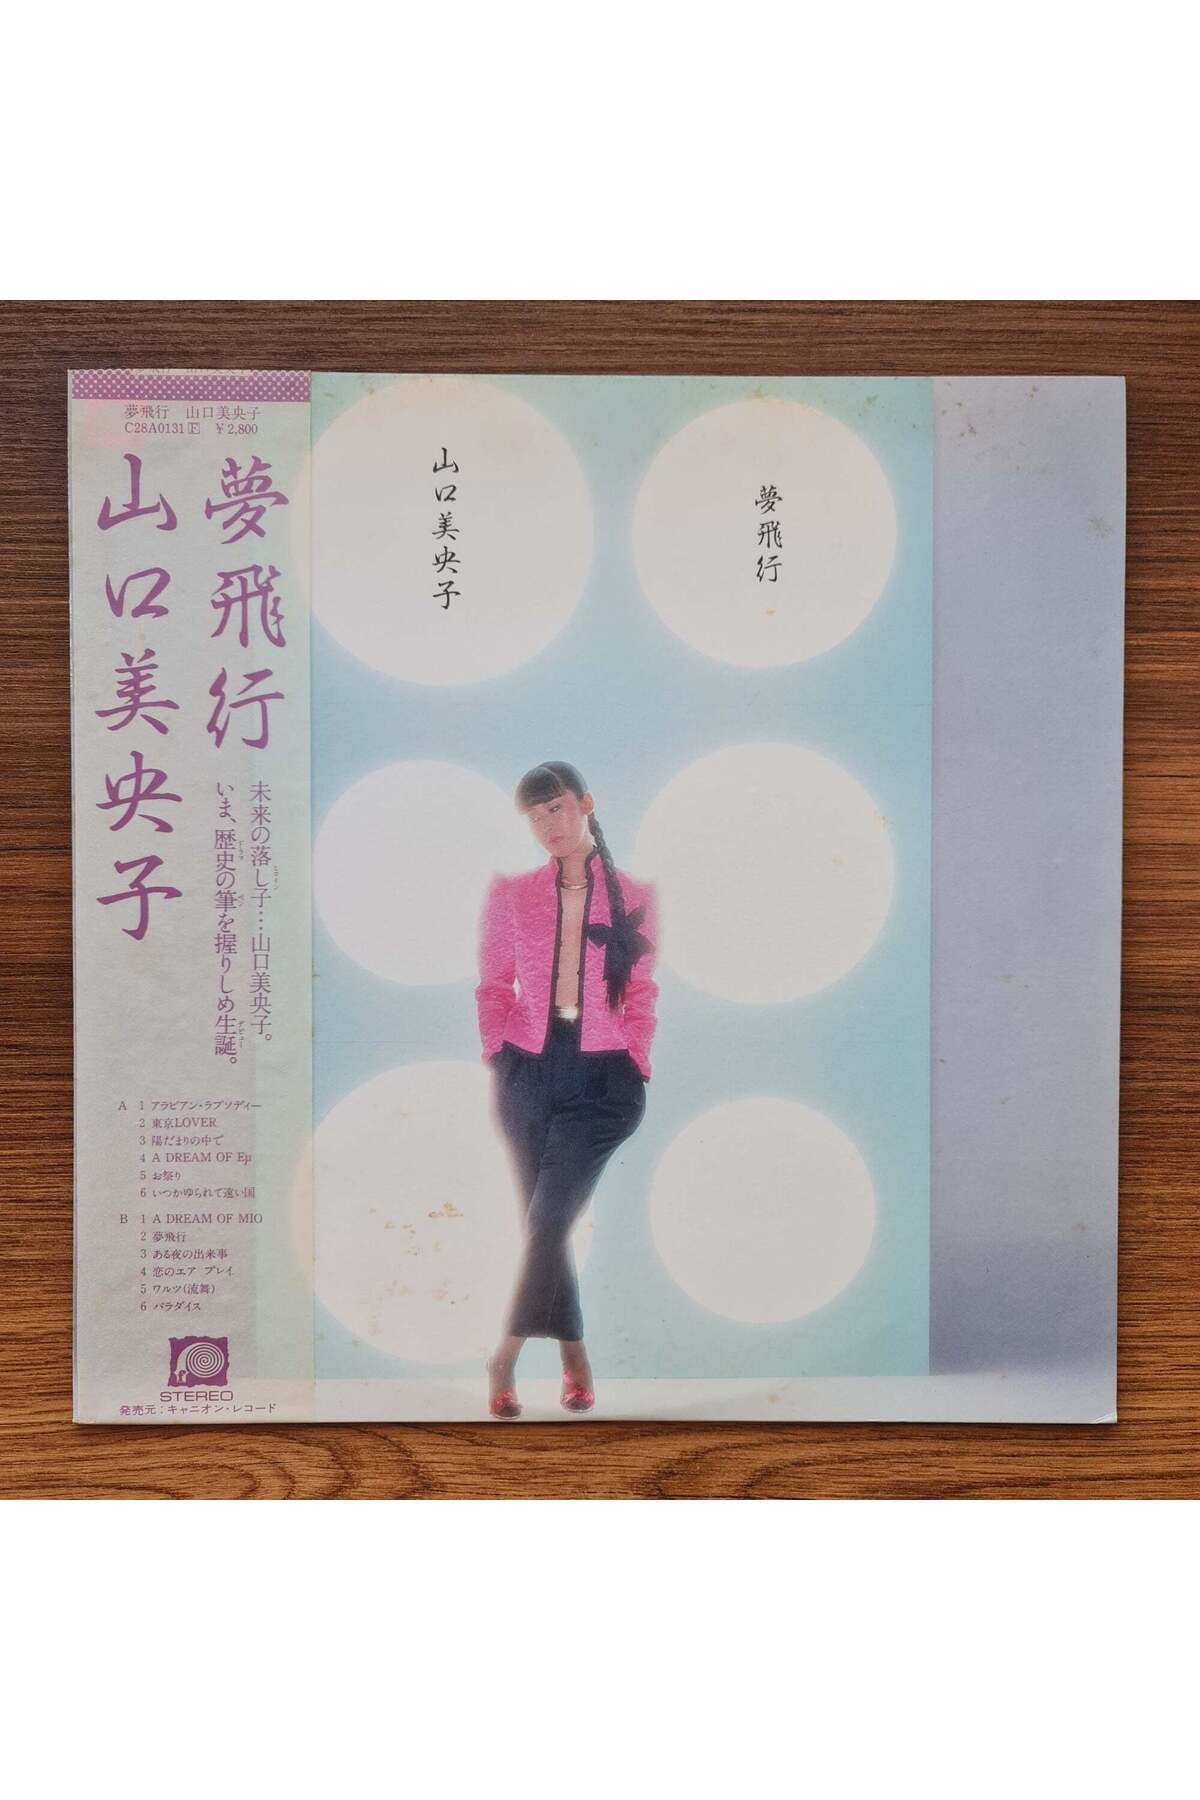 夢飛行 山口美央子
C28A0131 E ¥2,800
夢飛行
山口美央子
未来の落し子…山口美央子。
いま、歴史の筆を握りしめ生誕。
A 1 アラビアン・ラプソディー
2 東京LOVER
3 陽だまりの中で
4 A DREAM OF Eμ
5 お祭り
6 いつかゆられて遠い国
B 1 A DREAM OF MIO
2 夢飛行
3 ある夜の出来事
4 恋のエア プレイ
5 ワルツ(流舞)
6 パラダイス
STEREO
発売元:キャニオン・レコード
山口美央子
夢飛行